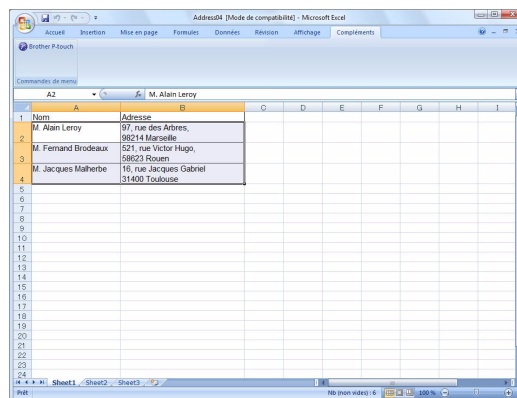 Address04 [Mode de compatibilité] - Microsoft Excel
Accueil Insertion Mise en page Formules Données Révision Affichage Compléments
Brother P-touch
Commandes de menu
A2 fx M. Alain Leroy
A B C D E F G H I
1 Nom Adresse
M. Alain Leroy 97, rue des Arbres,
2 98214 Marseille
M. Fernand Brodeaux 521, rue Victor Hugo,
3 58623 Rouen
M. Jacques Malherbe 16, rue Jacques Gabriel
4 31400 Toulouse
5
6
7
8
9
10
11
12
13
14
15
16
17
18
19
20
21
22
23
24
Sheet1 Sheet2 Sheet3
Prêt Nb (non vides) : 6 100 %